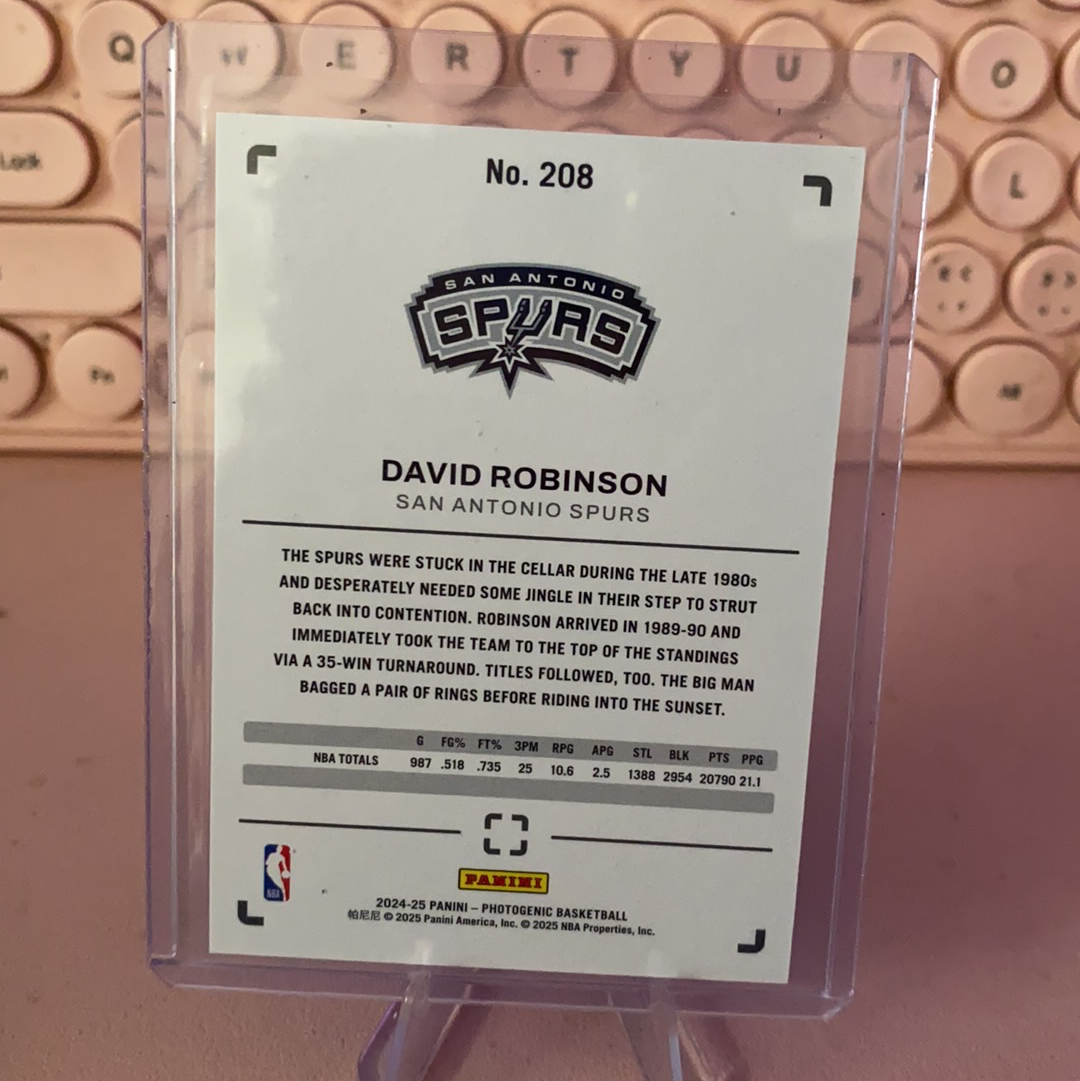 Q W E R T Y U O
Lock
L
Fn
No. 208
SAN ANTONIO
SPURS
DAVID ROBINSON
SAN ANTONIO SPURS
THE SPURS WERE STUCK IN THE CELLAR DURING THE LATE 1980s
AND DESPERATELY NEEDED SOME JINGLE IN THEIR STEP TO STRUT
BACK INTO CONTENTION. ROBINSON ARRIVED IN 1989-90 AND
IMMEDIATELY TOOK THE TEAM TO THE TOP OF THE STANDINGS
VIA A 35-WIN TURNAROUND. TITLES FOLLOWED, TOO. THE BIG MAN
BAGGED A PAIR OF RINGS BEFORE RIDING INTO THE SUNSET.
G FG% FT% 3PM RPG APG STL BLK PTS PPG
NBA TOTALS 987 .518 .735 25 10.6 2.5 1388 2954 20790 21.1
NBA
PANINI
2024-25 PANINI – PHOTOGENIC BASKETBALL
帕尼尼 © 2025 Panini America, Inc. © 2025 NBA Properties, Inc.